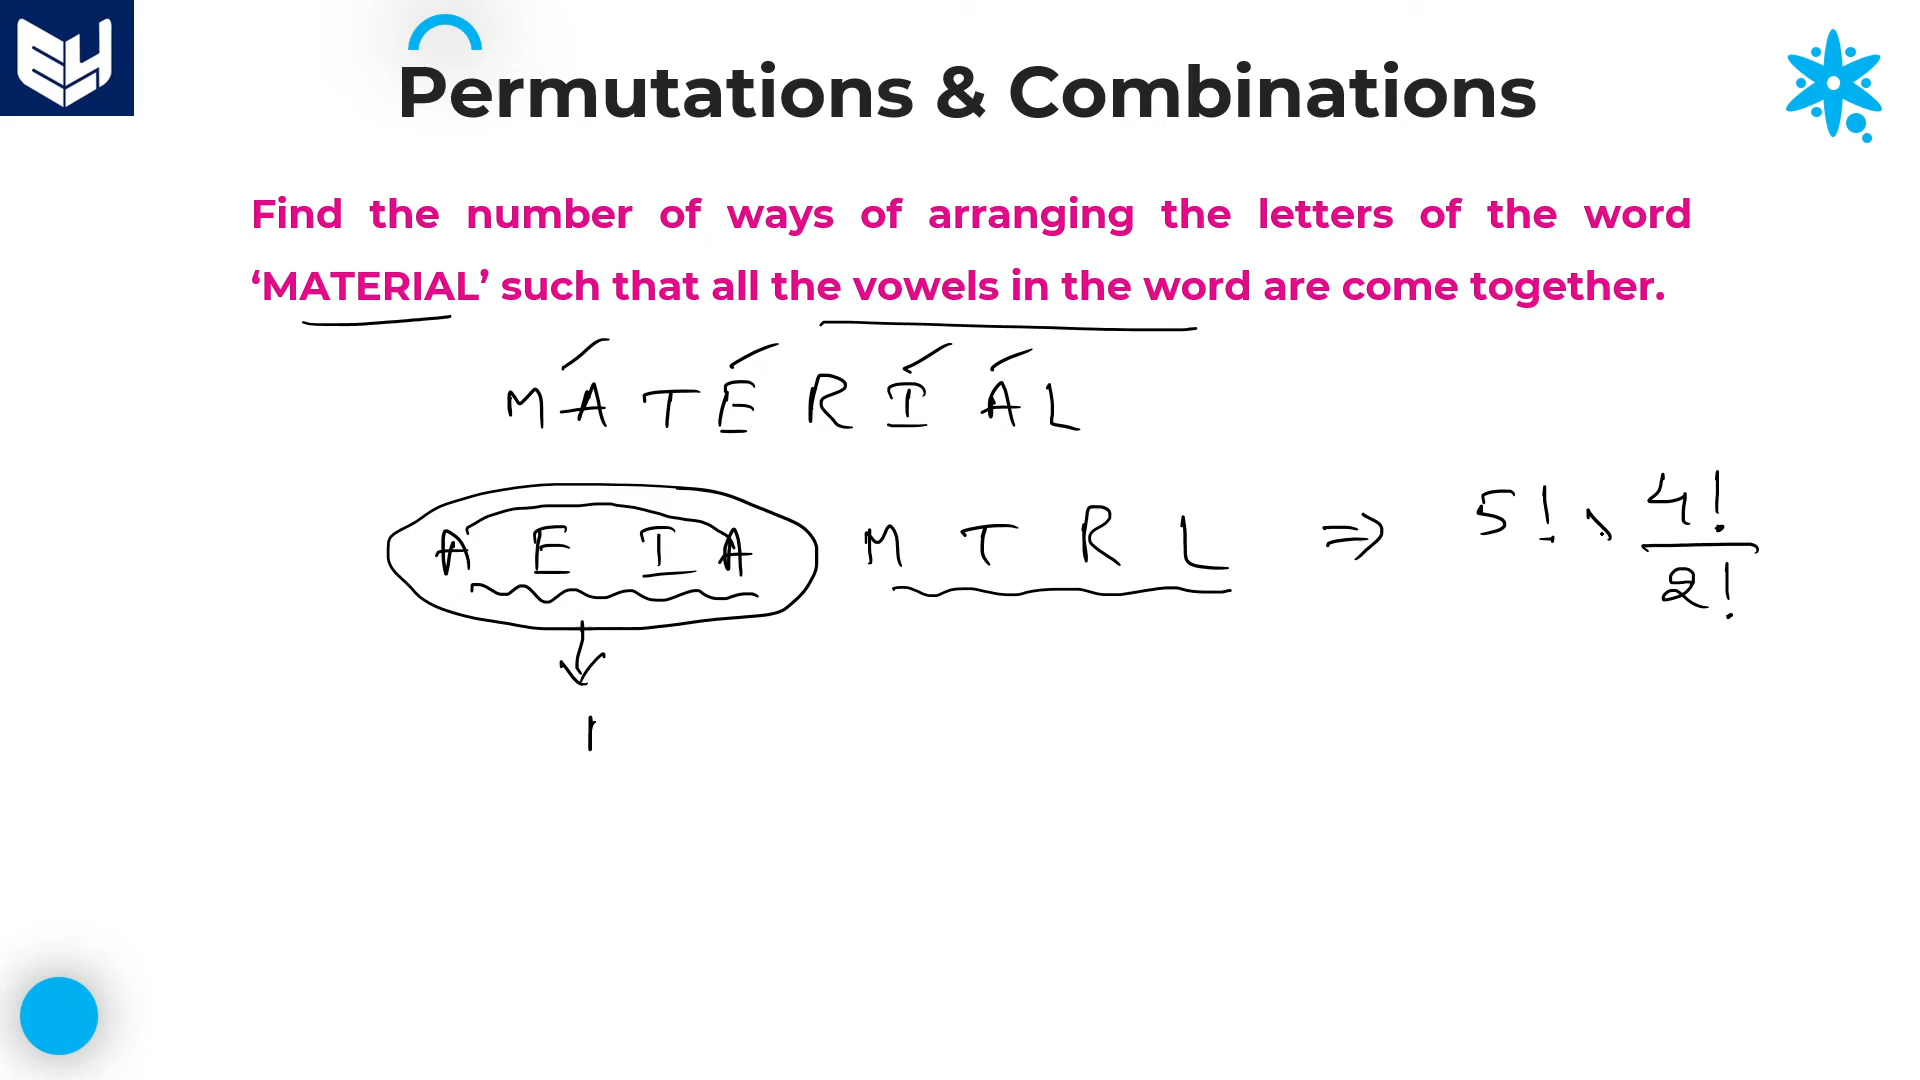 Permutations & Combinations
Find the number of ways of arranging the letters of the word
‘MATERIAL’ such that all the vowels in the word are come together.
M A T E R I A L
A E I A M T R L ⇒ 5! \ 4!
2!
1